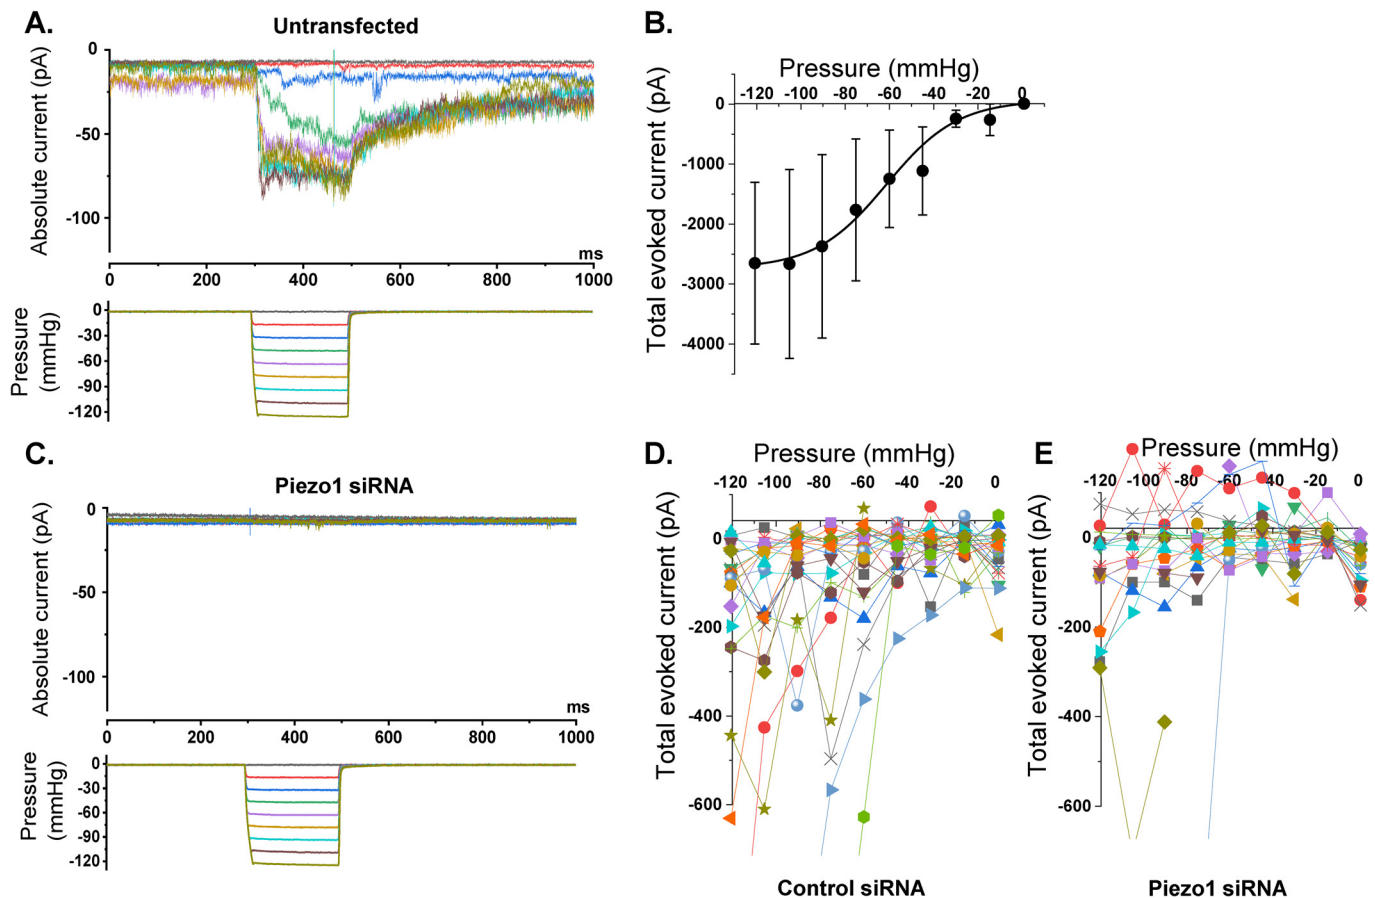 A.
Untransfected
Absolute current (pA)
0
-50
-100
ms
0 200 400 600 800 1000
Pressure
(mmHg)
0
-30
-60
-90
-120
B.
Pressure (mmHg)
-120 -100 -80 -60 -40 -20 0
Total evoked current (pA)
0
-1000
-2000
-3000
-4000
C.
Piezo1 siRNA
Absolute current (pA)
0
-50
-100
ms
0 200 400 600 800 1000
Pressure
(mmHg)
0
-30
-60
-90
-120
D.
Pressure (mmHg)
-120 -100 -80 -60 -40 -20 0
Total evoked current (pA)
0
-200
-400
-600
Control siRNA
E
Pressure (mmHg)
-120 -100 -80 -60 -40 -20 0
Total evoked current (pA)
0
-200
-400
-600
Piezo1 siRNA